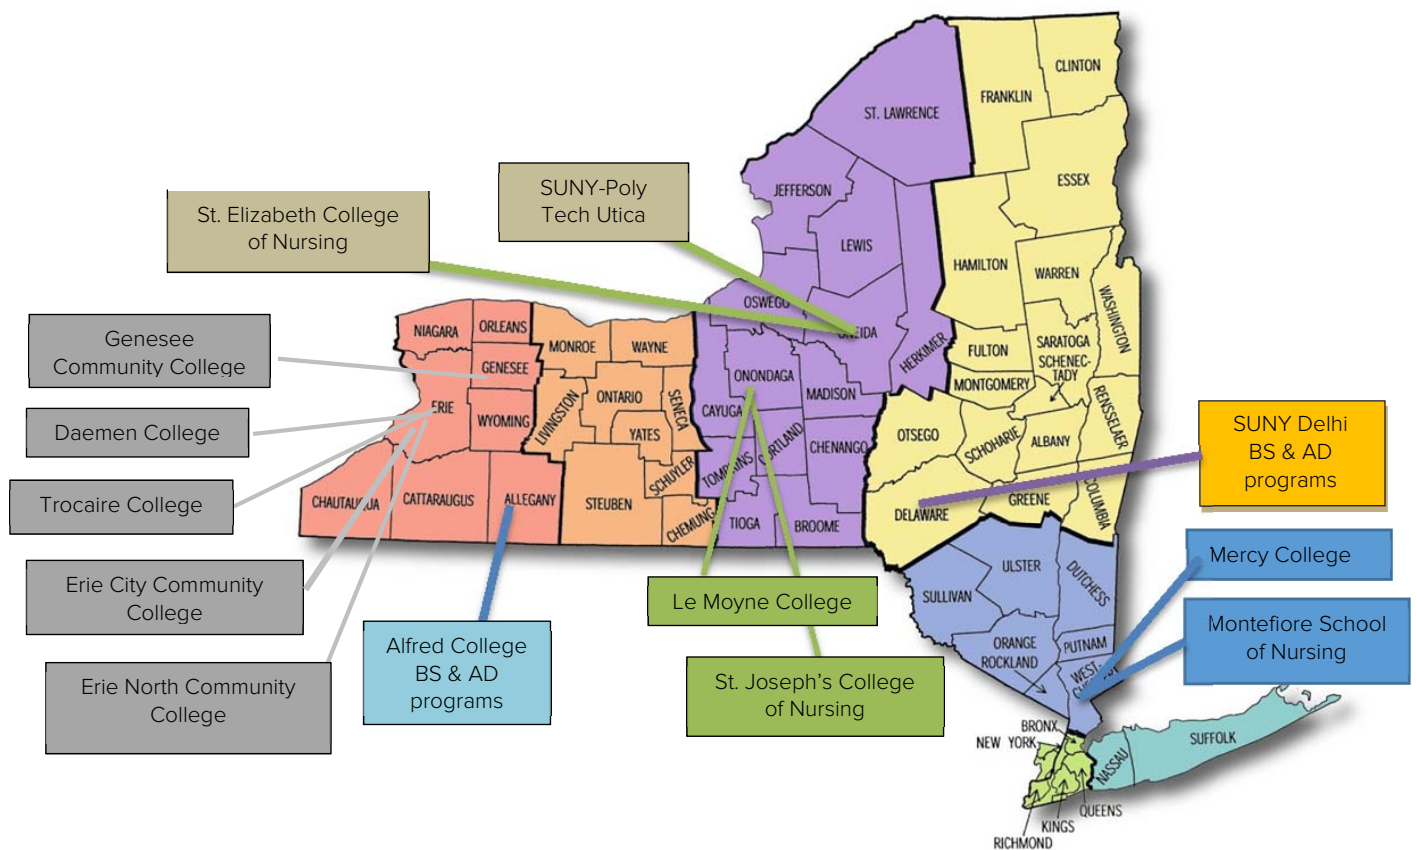 CLINTON
FRANKLIN
ST. LAWRENCE
ESSEX
JEFFERSON
SUNY-Poly
Tech Utica
St. Elizabeth College
of Nursing
LEWIS
HAMILTON
WARREN
WASHINGTON
OSWEGO
ONEIDA
HERKIMER
NIAGARA
ORLEANS
MONROE
WAYNE
Genesee
Community College
GENESEE
FULTON
SARATOGA
SCHENEC-
TADY
MONTGOMERY
ONONDAGA
MADISON
CAYUGA
ONTARIO
SENECA
LIVINGSTON
ERIE
WYOMING
YATES
RENSSELAER
Daemen College
OTSEGO
SCHOHARIE
ALBANY
CORTLAND
CHENANGO
SUNY Delhi
BS & AD
programs
Trocaire College
CHAUTAUQUA
CATTARAUGUS
ALLEGANY
STEUBEN
SCHUYLER
CHEMUNG
TOMPKINS
TIOGA
BROOME
DELAWARE
GREENE
COLUMBIA
Mercy College
Erie City Community
College
ULSTER
DUTCHESS
SULLIVAN
Le Moyne College
Montefiore School
of Nursing
Alfred College
BS & AD
programs
ORANGE
ROCKLAND
PUTNAM
WEST-
CHESTER
Erie North Community
College
St. Joseph's College
of Nursing
BRONX
NEW YORK
NASSAU
SUFFOLK
QUEENS
KINGS
RICHMOND